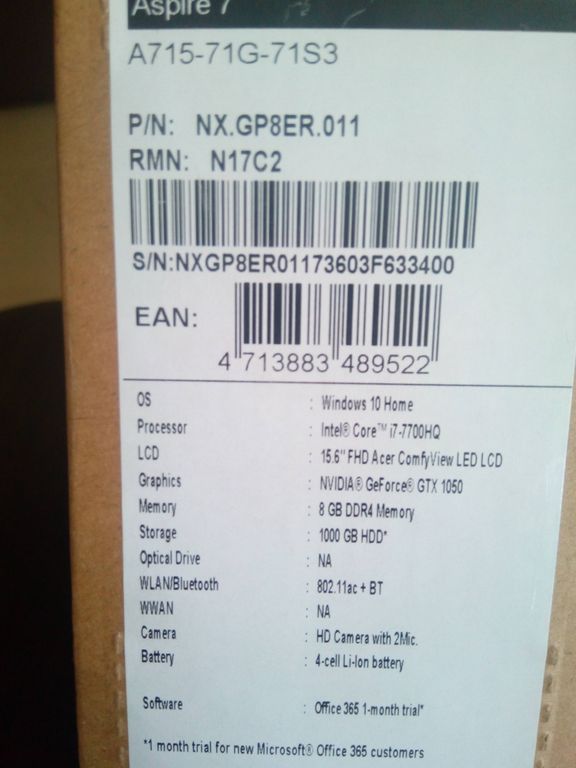 Aspire 7
A715-71G-71S3
P/N: NX.GP8ER.011
RMN: N17C2
S/N:NXGP8ER01173603F633400
EAN:
4 713883 489522
OS : Windows 10 Home
Processor : Intel® Core™ i7-7700HQ
LCD : 15.6" FHD Acer ComfyView LED LCD
Graphics : NVIDIA® GeForce® GTX 1050
Memory : 8 GB DDR4 Memory
Storage : 1000 GB HDD*
Optical Drive : NA
WLAN/Bluetooth : 802.11ac + BT
WWAN : NA
Camera : HD Camera with 2Mic.
Battery : 4-cell Li-Ion battery
Software : Office 365 1-month trial*
*1 month trial for new Microsoft® Office 365 customers